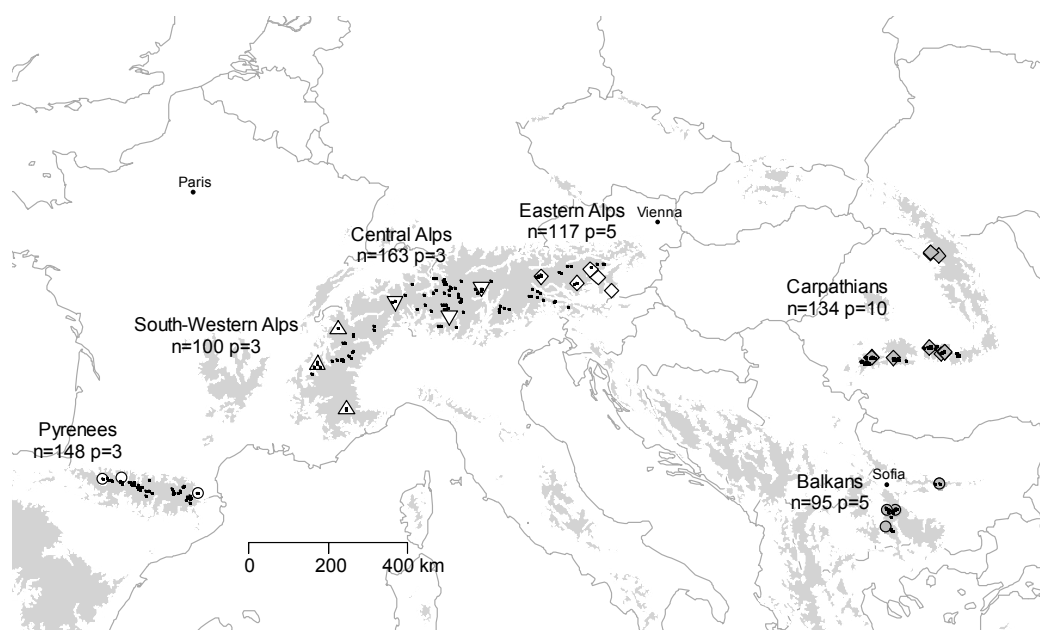 Paris
Eastern Alps
n=117 p=5
Vienna
Central Alps
n=163 p=3
Carpathians
n=134 p=10
South-Western Alps
n=100 p=3
Pyrenees
n=148 p=3
Balkans
n=95 p=5
Sofia
0 200 400 km